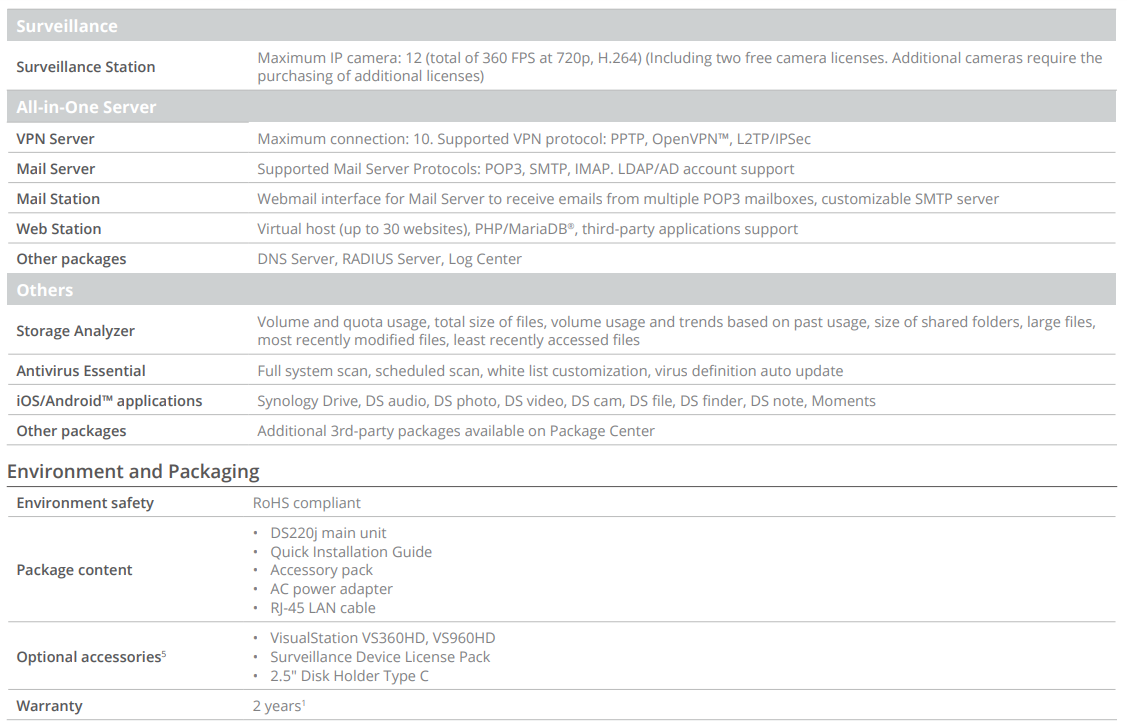 Surveillance
Surveillance Station
Maximum IP camera: 12 (total of 360 FPS at 720p, H.264) (Including two free camera licenses. Additional cameras require the
purchasing of additional licenses)
All-in-One Server
VPN Server
Maximum connection: 10. Supported VPN protocol: PPTP, OpenVPN™, L2TP/IPSec
Mail Server
Supported Mail Server Protocols: POP3, SMTP, IMAP. LDAP/AD account support
Mail Station
Webmail interface for Mail Server to receive emails from multiple POP3 mailboxes, customizable SMTP server
Web Station
Virtual host (up to 30 websites), PHP/MariaDB®, third-party applications support
Other packages
DNS Server, RADIUS Server, Log Center
Others
Storage Analyzer
Volume and quota usage, total size of files, volume usage and trends based on past usage, size of shared folders, large files,
most recently modified files, least recently accessed files
Antivirus Essential
Full system scan, scheduled scan, white list customization, virus definition auto update
iOS/Android™ applications
Synology Drive, DS audio, DS photo, DS video, DS cam, DS file, DS finder, DS note, Moments
Other packages
Additional 3rd-party packages available on Package Center
Environment and Packaging
Environment safety
RoHS compliant
Package content
• DS220j main unit
• Quick Installation Guide
• Accessory pack
• AC power adapter
• RJ-45 LAN cable
Optional accessories⁵
• VisualStation VS360HD, VS960HD
• Surveillance Device License Pack
• 2.5" Disk Holder Type C
Warranty
2 years¹